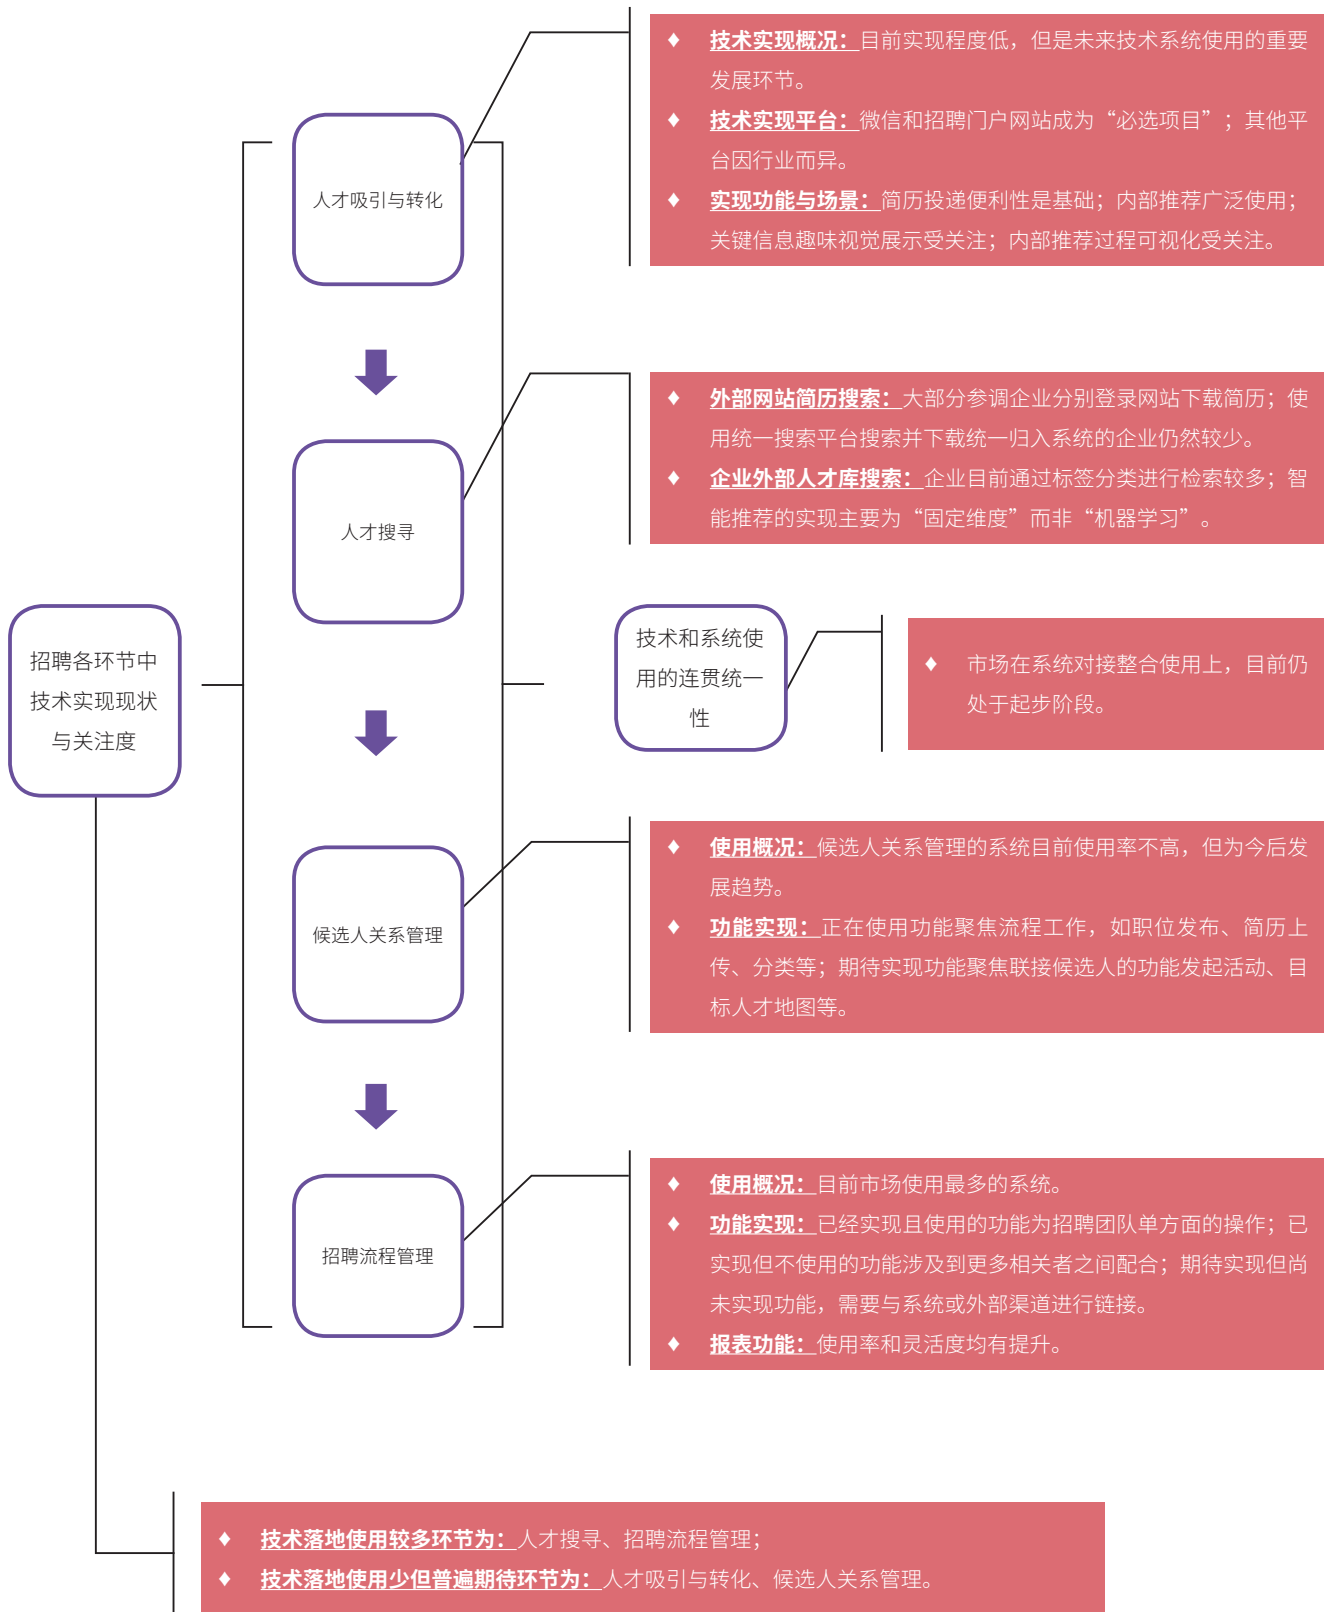 技术实现概况：目前实现程度低，但是未来技术系统使用的重要
发展环节。
技术实现平台：微信和招聘门户网站成为“必选项目”；其他平
台因行业而异。
实现功能与场景：简历投递便利性是基础；内部推荐广泛使用；
关键信息趣味视觉展示受关注；内部推荐过程可视化受关注。
人才吸引与转化
外部网站简历搜索：大部分参调企业分别登录网站下载简历；使
用统一搜索平台搜索并下载统一归入系统的企业仍然较少。
企业外部人才库搜索：企业目前通过标签分类进行检索较多；智
能推荐的实现主要为“固定维度”而非“机器学习”。
人才搜寻
招聘各环节中
技术实现现状
与关注度
技术和系统使
用的连贯统一
性
市场在系统对接整合使用上，目前仍
处于起步阶段。
使用概况：候选人关系管理的系统目前使用率不高，但为今后发
展趋势。
功能实现：正在使用功能聚焦流程工作，如职位发布、简历上
传、分类等；期待实现功能聚焦联接候选人的功能发起活动、目
标人才地图等。
候选人关系管理
使用概况：目前市场使用最多的系统。
功能实现：已经实现且使用的功能为招聘团队单方面的操作；已
实现但不使用的功能涉及到更多相关者之间配合；期待实现但尚
未实现功能，需要与系统或外部渠道进行链接。
报表功能：使用率和灵活度均有提升。
招聘流程管理
技术落地使用较多环节为：人才搜寻、招聘流程管理；
技术落地使用少但普遍期待环节为：人才吸引与转化、候选人关系管理。